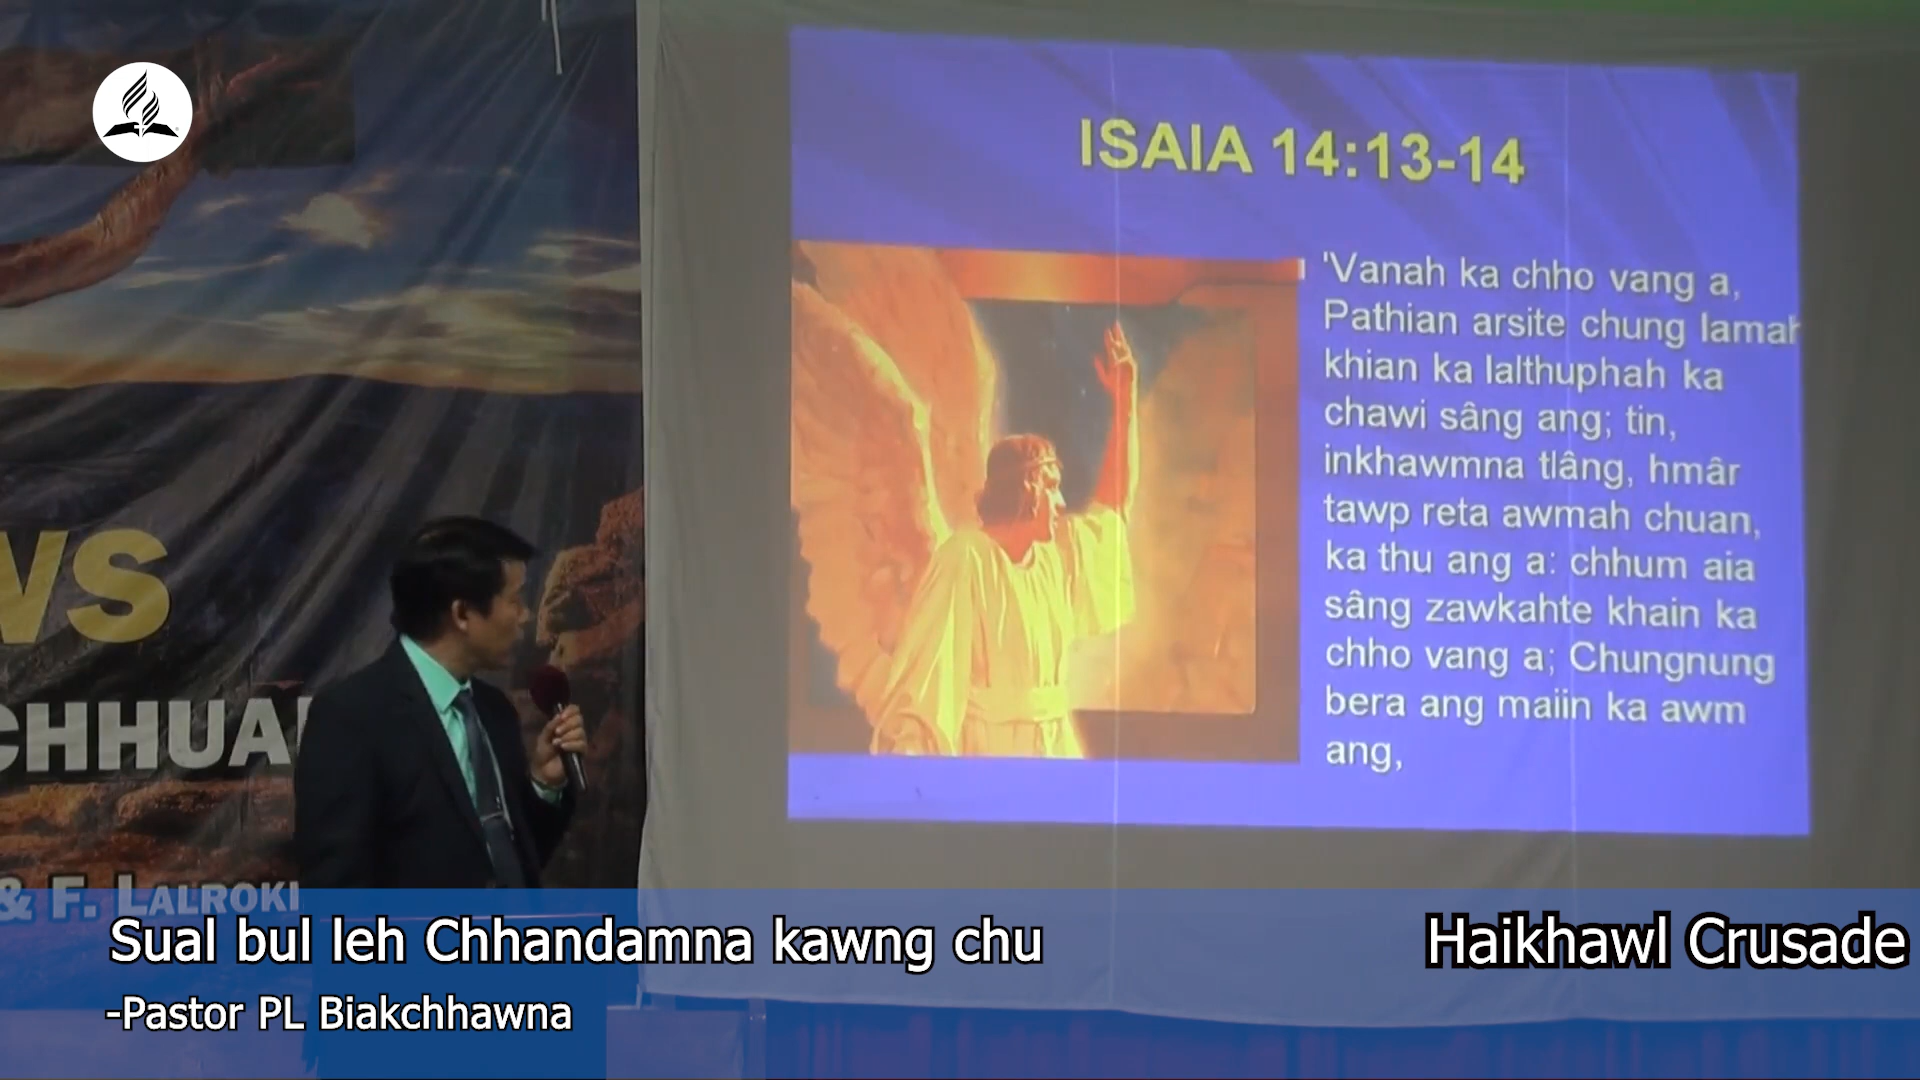 ISAIA 14:13-14
'Vanah ka chho vang a,
Pathian arsite chung lamah
khian ka lalthuphah ka
chawi sâng ang; tin,
inkhawmna tlâng, hmâr
tawp reta awmah chuan,
ka thu ang a: chhum aia
sâng zawkahte khain ka
chho vang a; Chungnung
bera ang maiin ka awm
ang,
WS
CHHUA
& F. LALROKI
Sual bul leh Chhandamna kawng chu
Haikhawl Crusade
-Pastor PL Biakchhawna